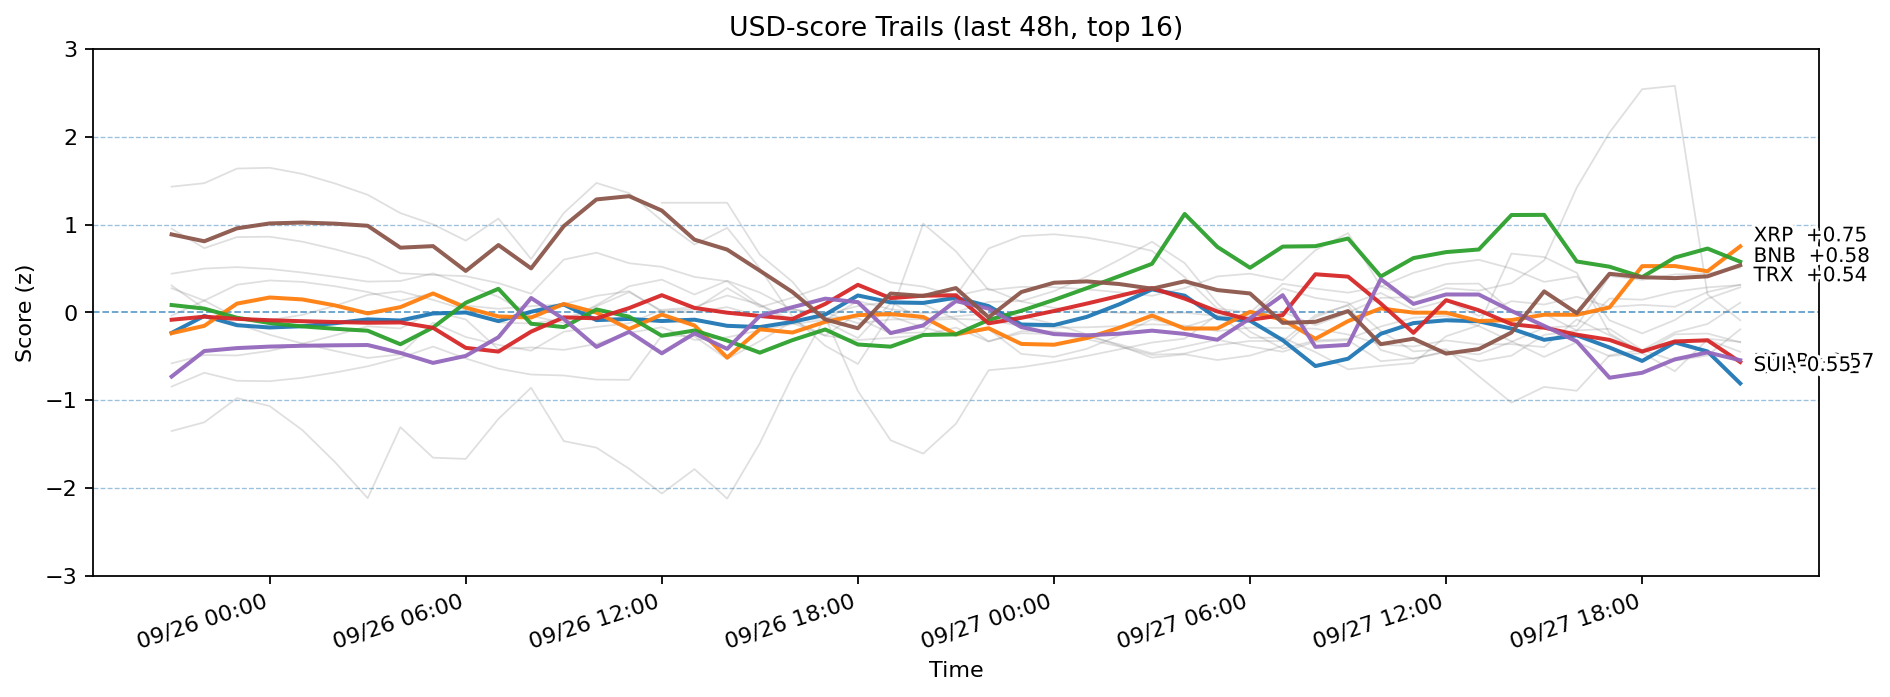 USD-score Trails (last 48h, top 16)
Score (z)
3
2
1
0
−1
−2
−3
XRP +0.75
BNB +0.58
TRX +0.54
SUI -0.55
09/26 00:00
09/26 06:00
09/26 12:00
09/26 18:00
09/27 00:00
09/27 06:00
09/27 12:00
09/27 18:00
Time